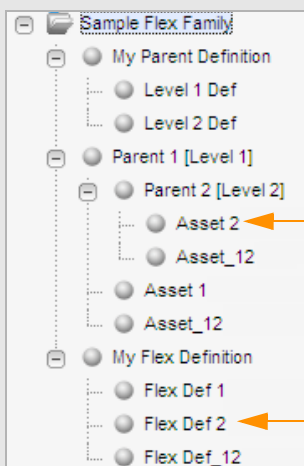 Sample Flex Family
My Parent Definition
Level 1 Def
Level 2 Def
Parent 1 [Level 1]
Parent 2 [Level 2]
Asset 2
Asset_12
Asset 1
Asset_12
My Flex Definition
Flex Def 1
Flex Def 2
Flex Def_12